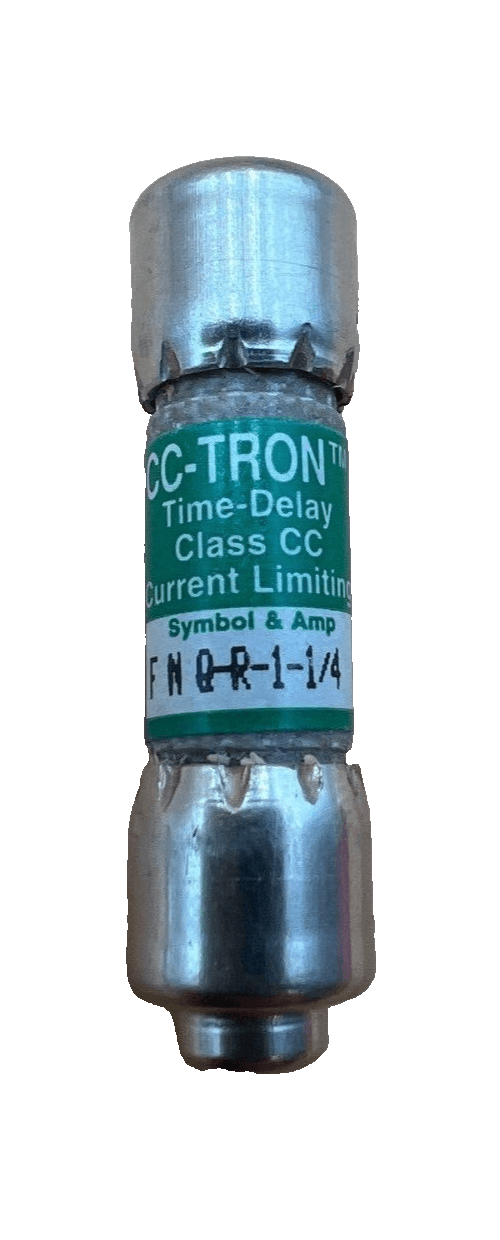 CC-TRON™
Time-Delay
Class CC
Current Limiting
Symbol & Amp
FNQ-R-1-1/4